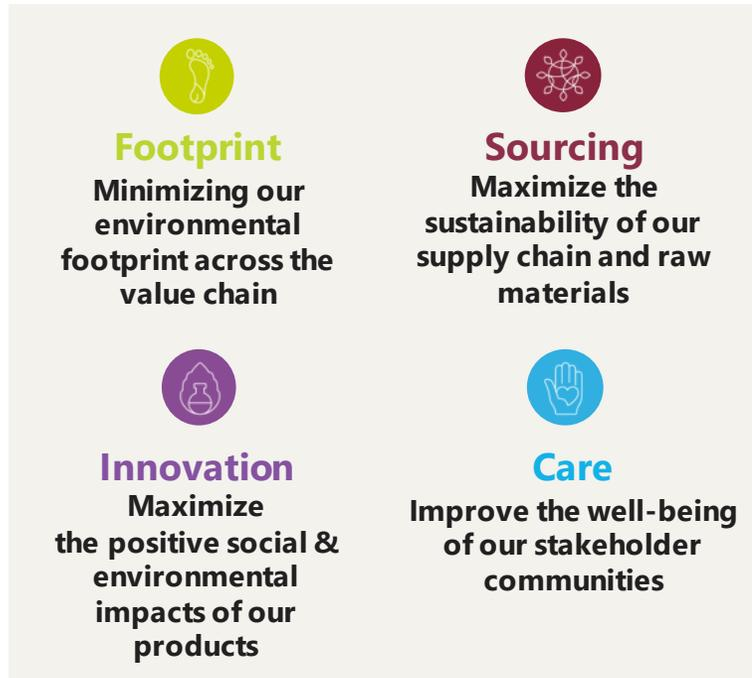 Footprint
Minimizing our
environmental
footprint across the
value chain
Sourcing
Maximize the
sustainability of our
supply chain and raw
materials
Innovation
Maximize
the positive social &
environmental
impacts of our
products
Care
Improve the well-being
of our stakeholder
communities